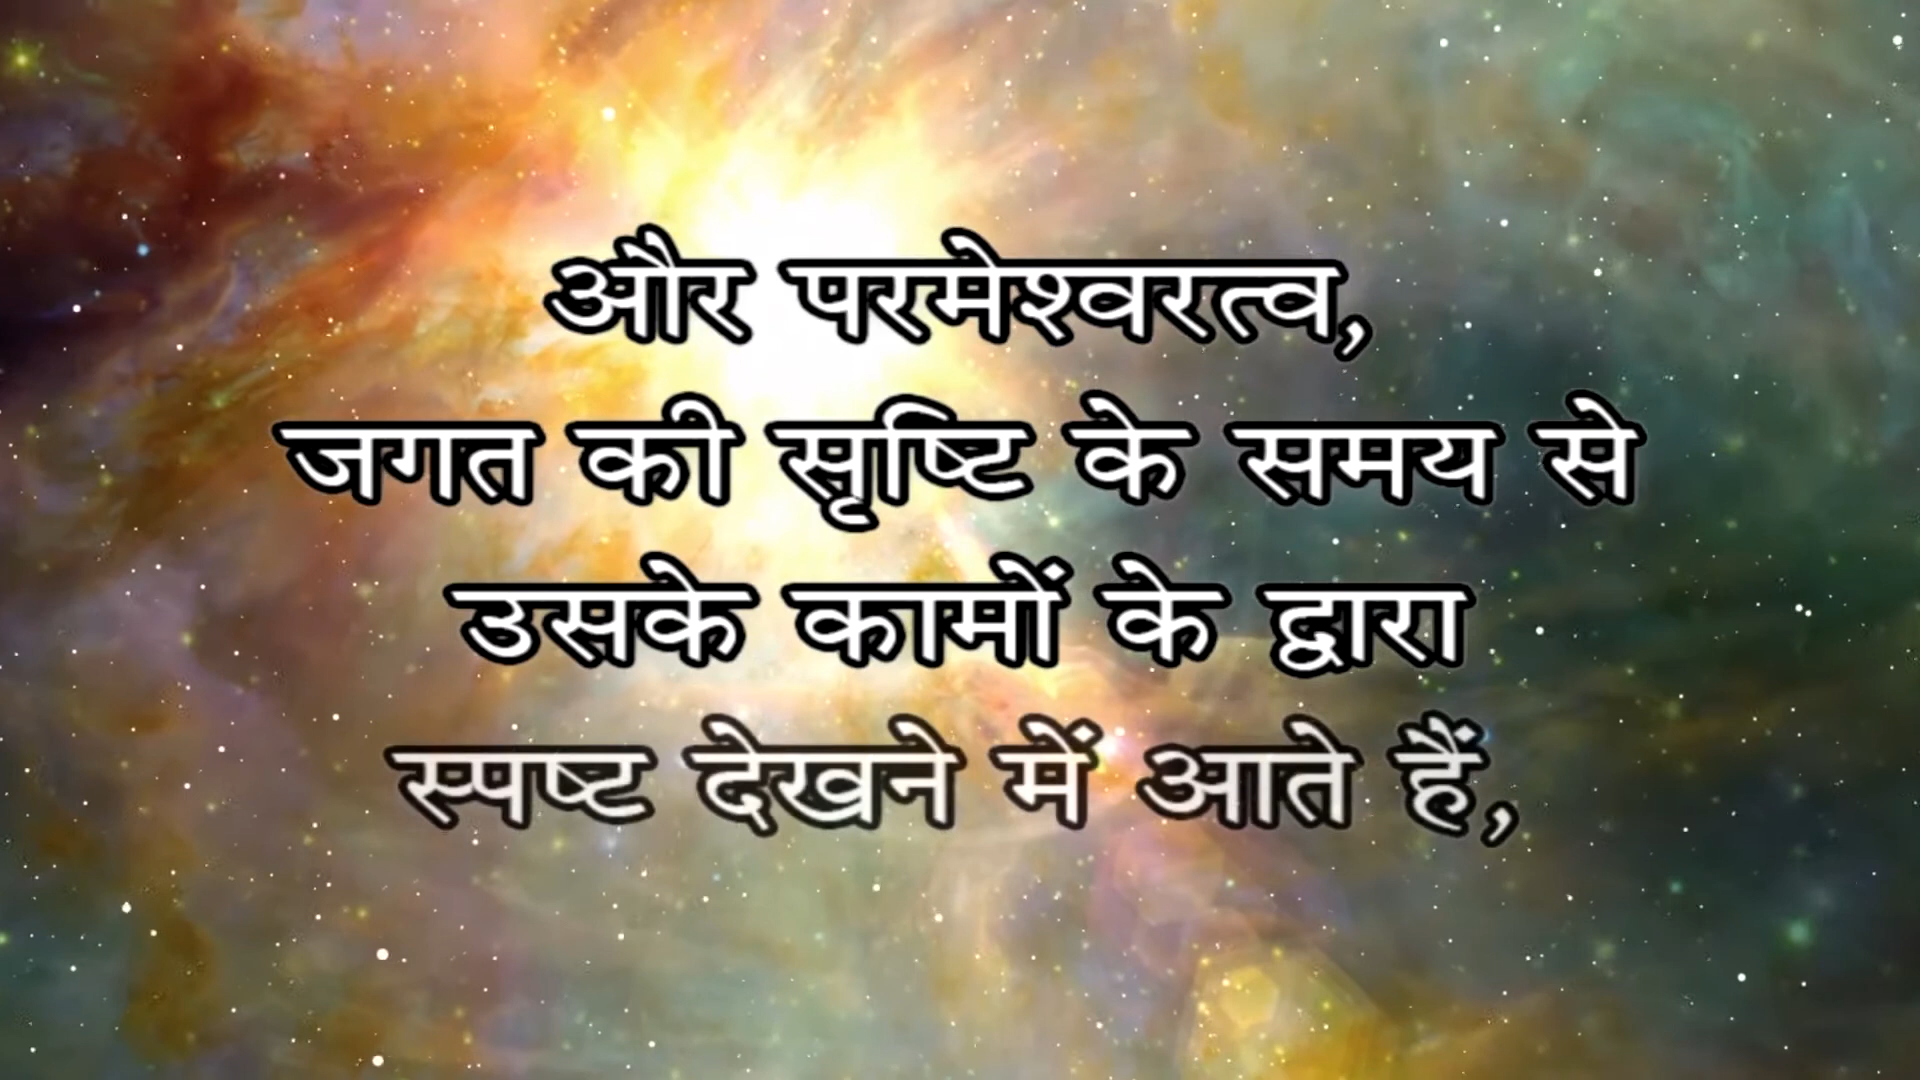 और परमेश्वरत्व,
जगत की सृष्टि के समय से
उसके कामों के द्वारा
स्पष्ट देखने में आते हैं,